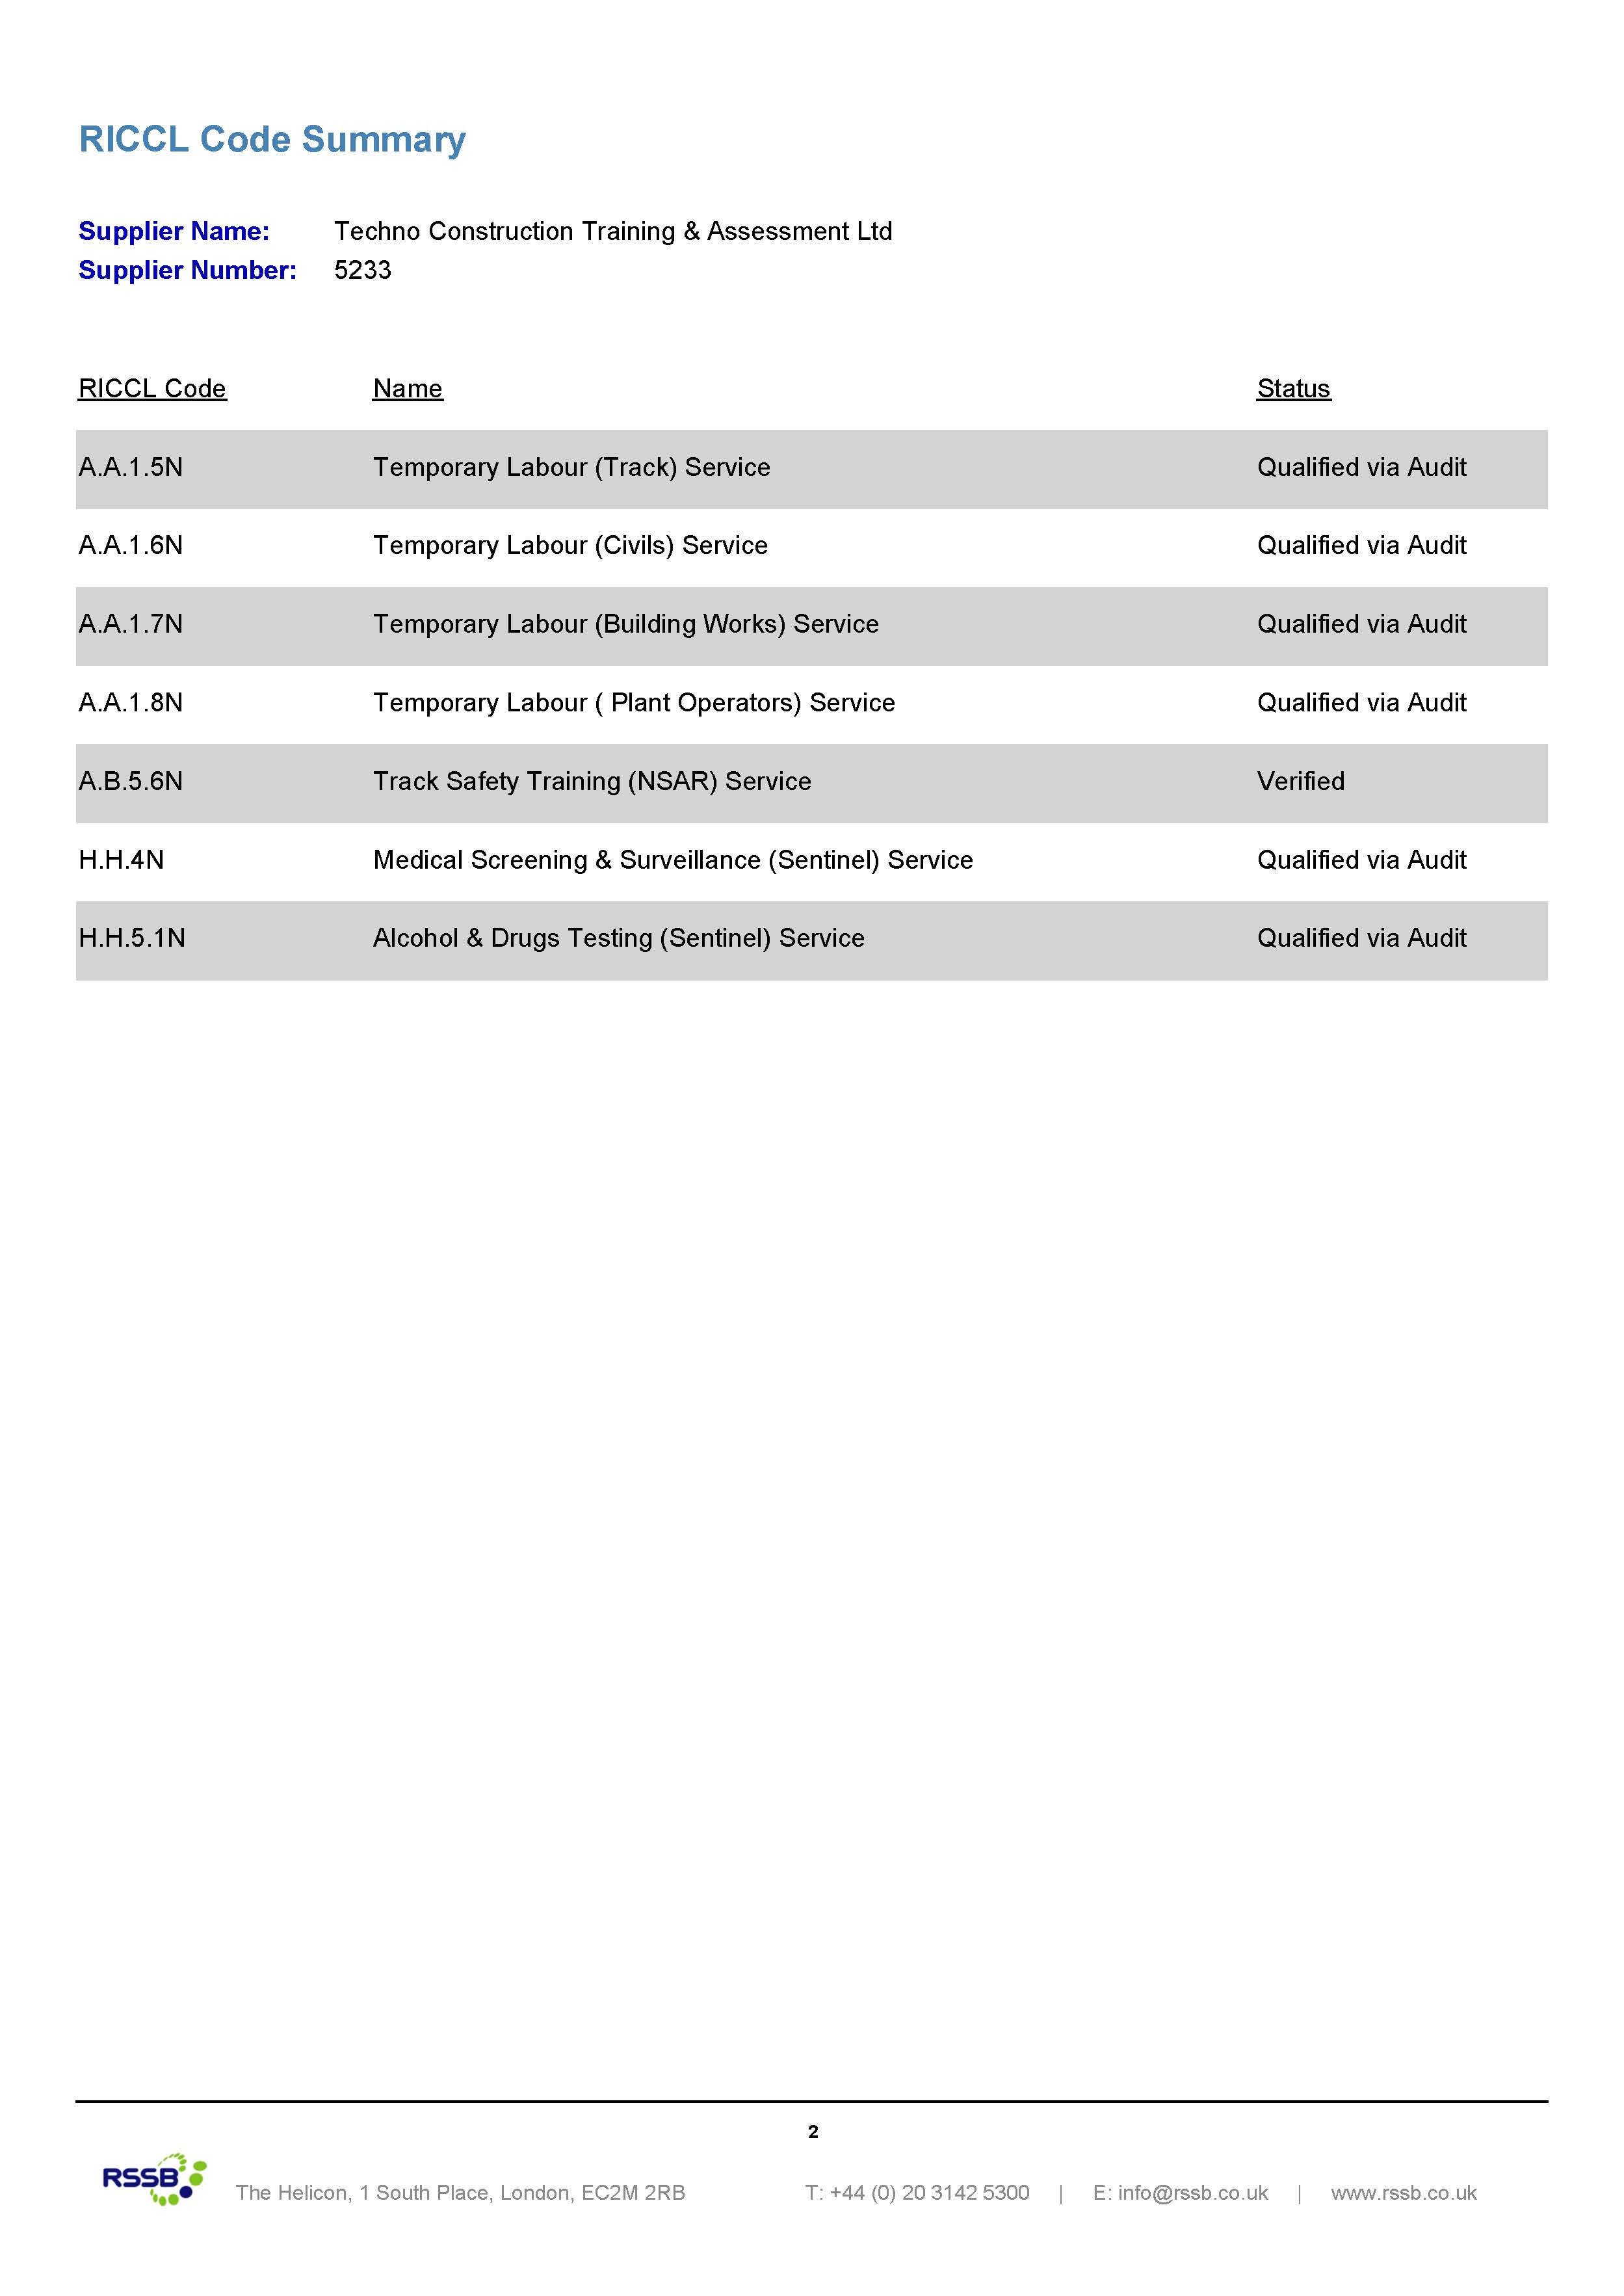 RICCL Code Summary
Supplier Name: Techno Construction Training & Assessment Ltd
Supplier Number: 5233
RICCL Code Name Status
A.A.1.5N Temporary Labour (Track) Service Qualified via Audit
A.A.1.6N Temporary Labour (Civils) Service Qualified via Audit
A.A.1.7N Temporary Labour (Building Works) Service Qualified via Audit
A.A.1.8N Temporary Labour ( Plant Operators) Service Qualified via Audit
A.B.5.6N Track Safety Training (NSAR) Service Verified
H.H.4N Medical Screening & Surveillance (Sentinel) Service Qualified via Audit
H.H.5.1N Alcohol & Drugs Testing (Sentinel) Service Qualified via Audit
2
RSSB The Helicon, 1 South Place, London, EC2M 2RB T: +44 (0) 20 3142 5300 | E: info@rssb.co.uk | www.rssb.co.uk